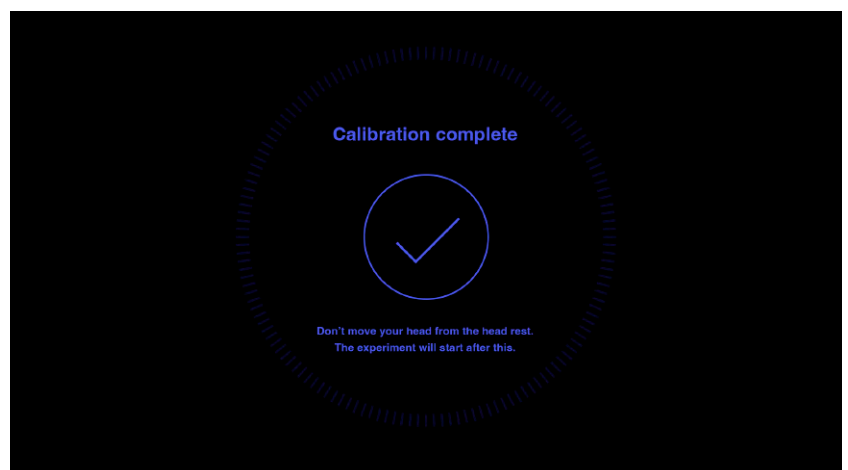 Calibration complete
Don't move your head from the head rest.
The experiment will start after this.